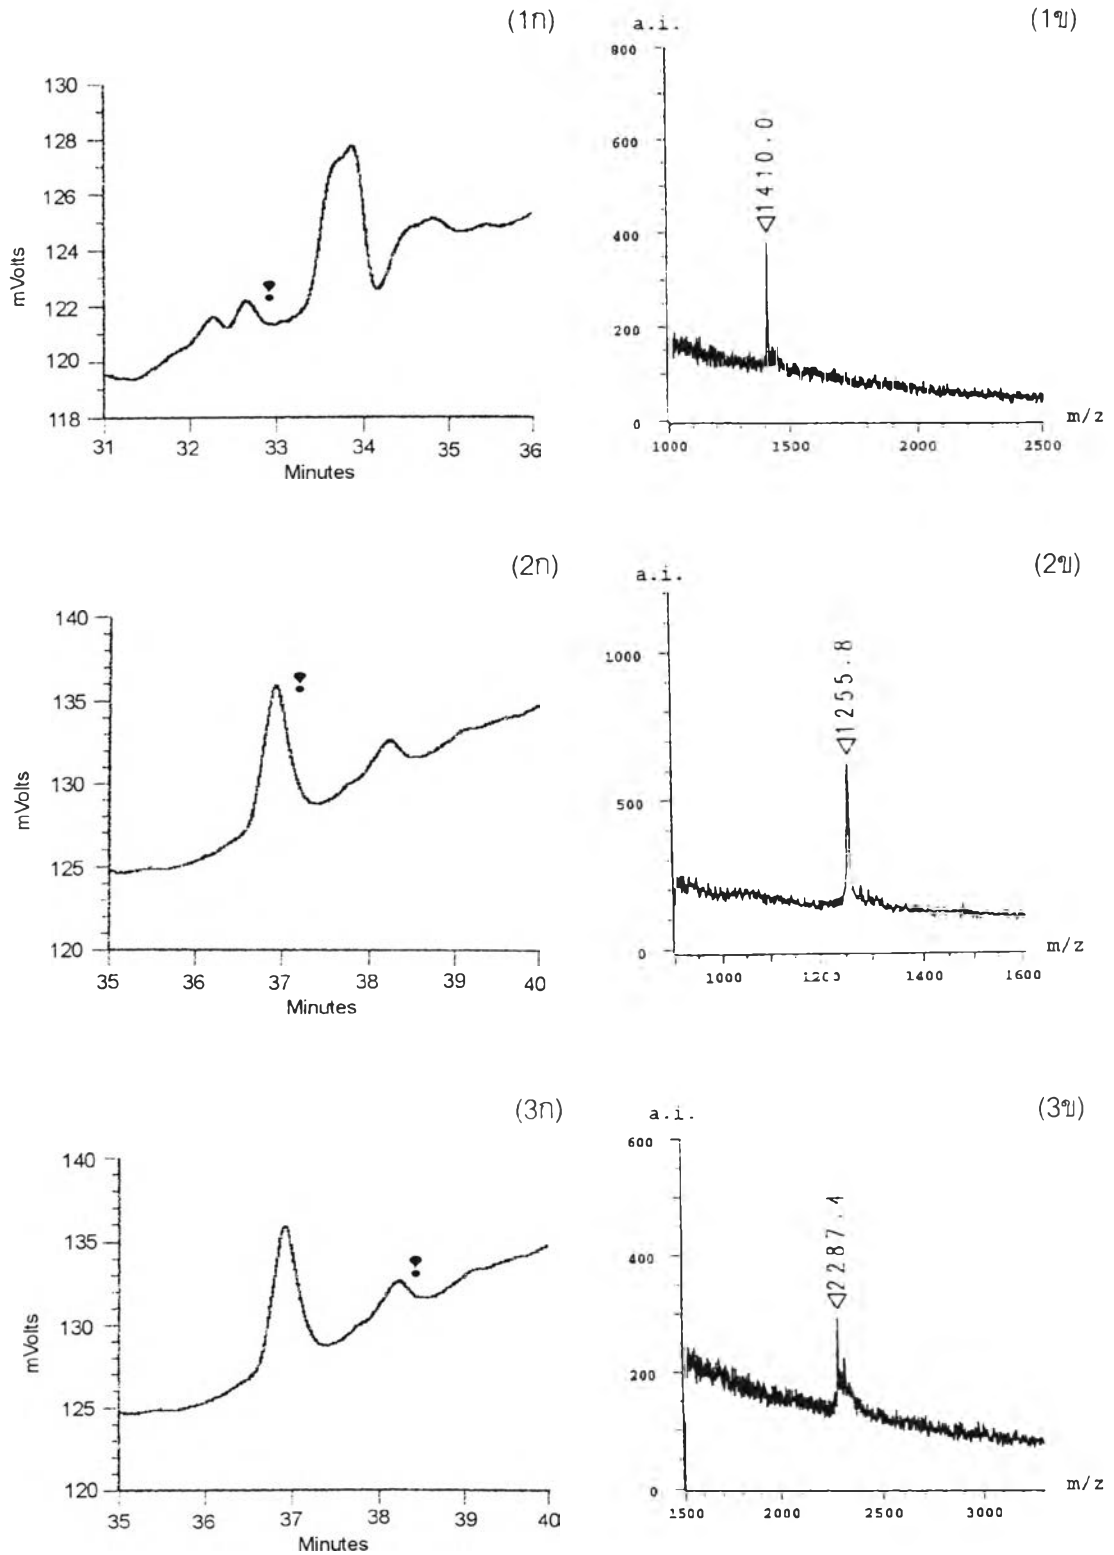 (1ก)
130
128
126
124
122
120
118
mVolts
31 32 33 34 35 36
Minutes
(1ข)
a.i.
800
600
400
200
0
1410.0
m/z
1000 1500 2000 2500
(2ก)
140
135
130
125
120
mVolts
35 36 37 38 39 40
Minutes
(2ข)
a.i.
1000
500
0
1255.8
m/z
1000 1200 1400 1600
(3ก)
140
135
130
125
120
mVolts
35 36 37 38 39 40
Minutes
(3ข)
a.i.
600
400
200
0
2287.4
m/z
1500 2000 2500 3000